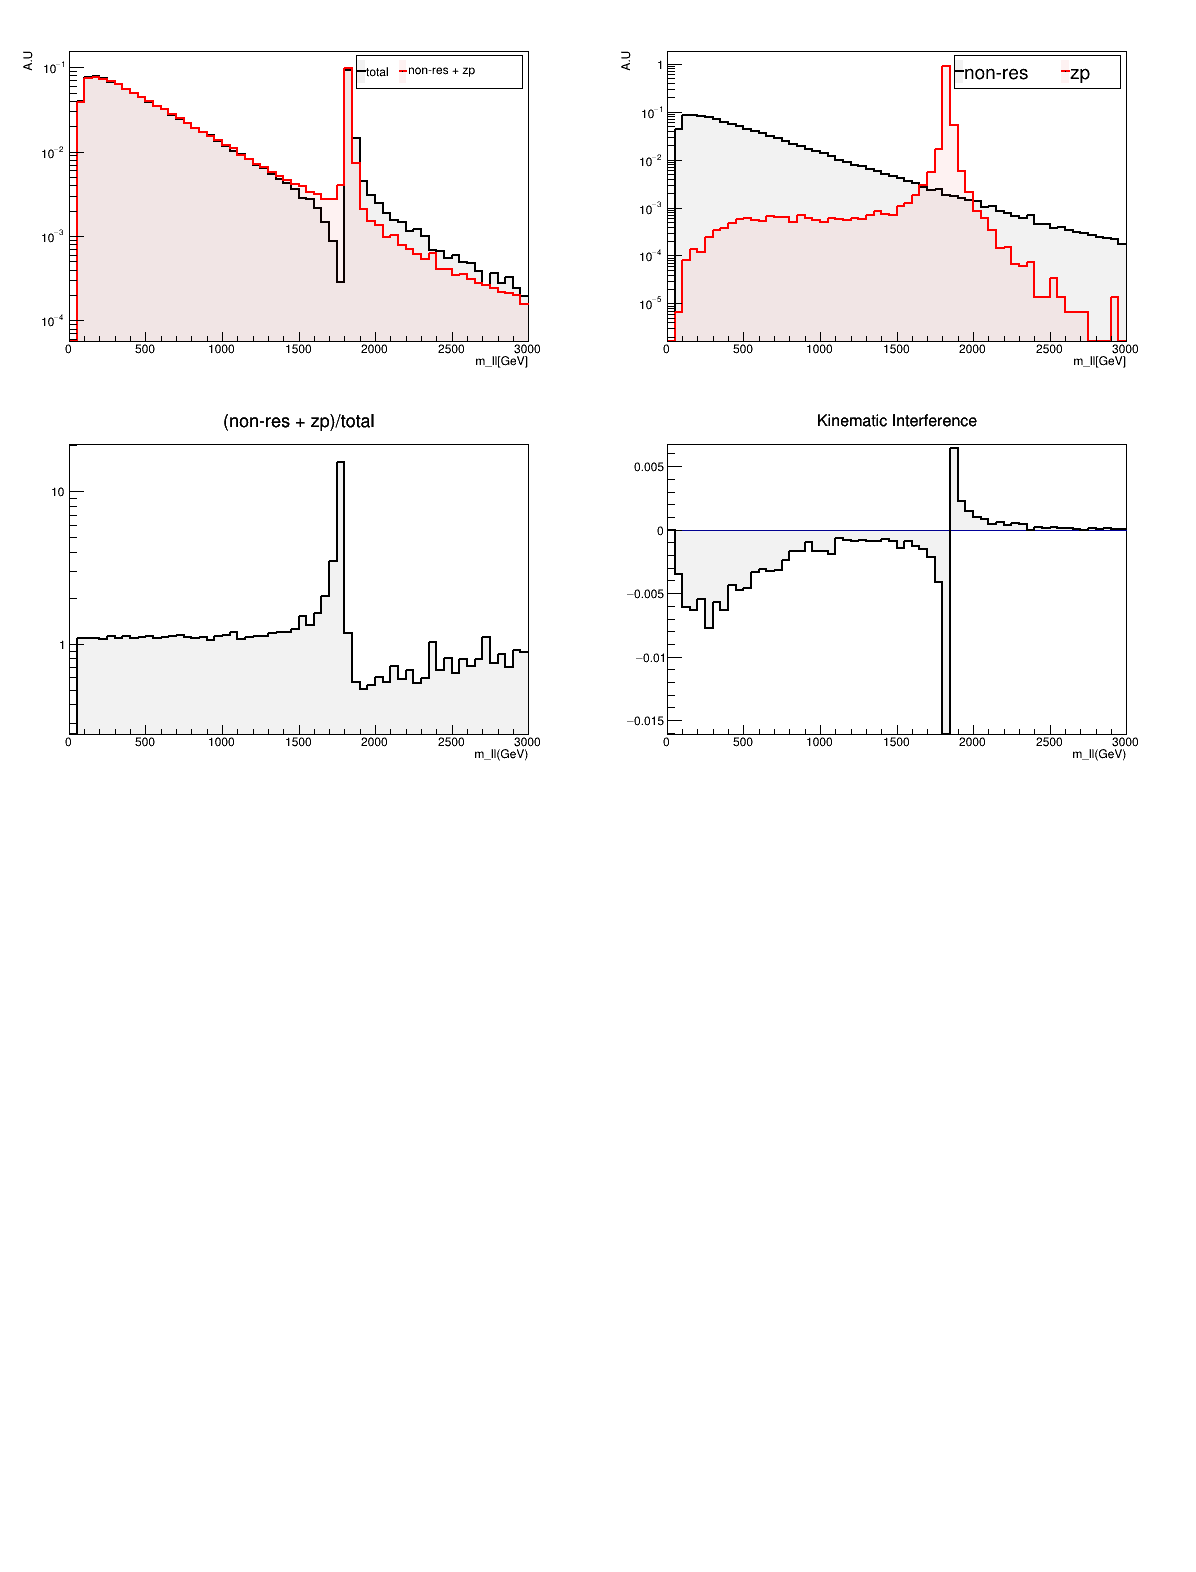 A.U
total non-res + zp
10⁻¹
10⁻²
10⁻³
10⁻⁴
0 500 1000 1500 2000 2500 3000
m_ll[GeV]
A.U
non-res zp
1
10⁻¹
10⁻²
10⁻³
10⁻⁴
10⁻⁵
0 500 1000 1500 2000 2500 3000
m_ll[GeV]
(non-res + zp)/total
10
1
0 500 1000 1500 2000 2500 3000
m_ll(GeV)
Kinematic Interference
0.005
0
−0.005
−0.01
−0.015
0 500 1000 1500 2000 2500 3000
m_ll(GeV)